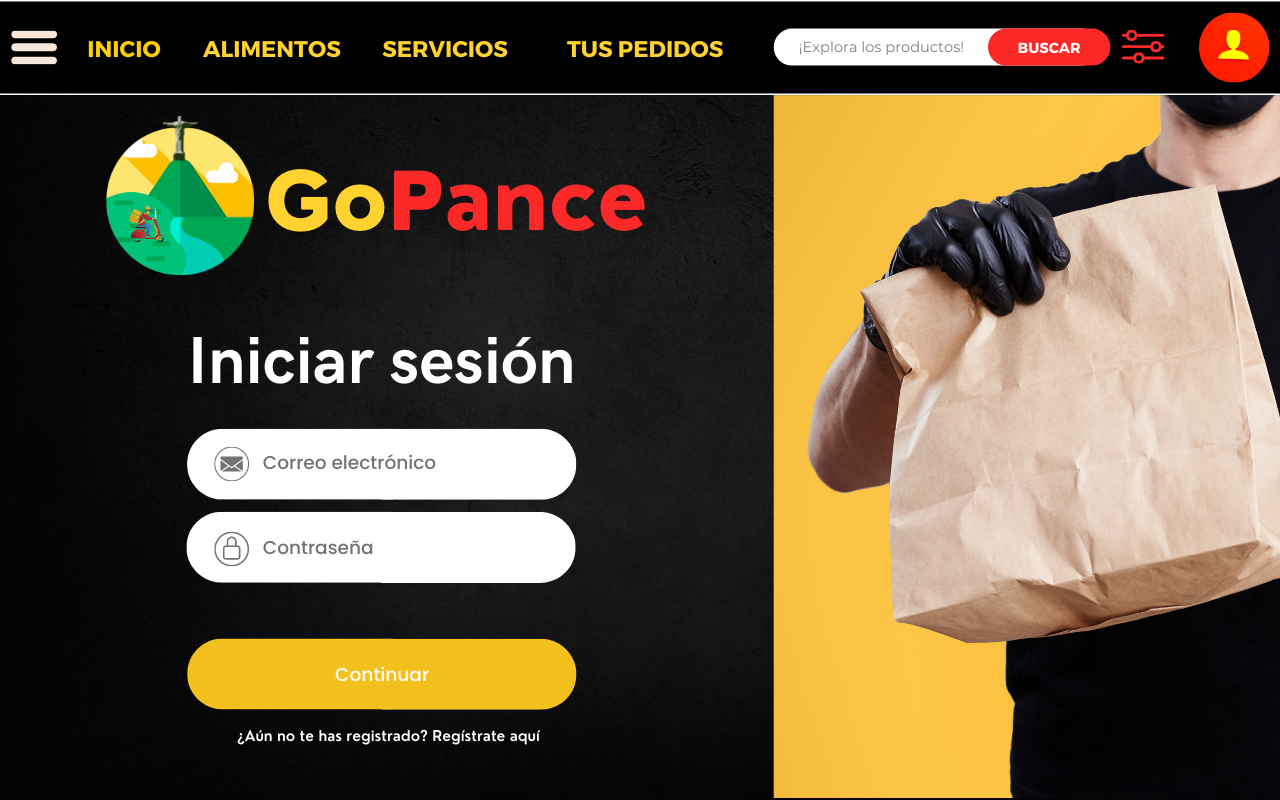 INICIO ALIMENTOS SERVICIOS TUS PEDIDOS ¡Explora los productos! BUSCAR
GoPance
Iniciar sesión
Correo electrónico
Contraseña
Continuar
¿Aún no te has registrado? Regístrate aquí